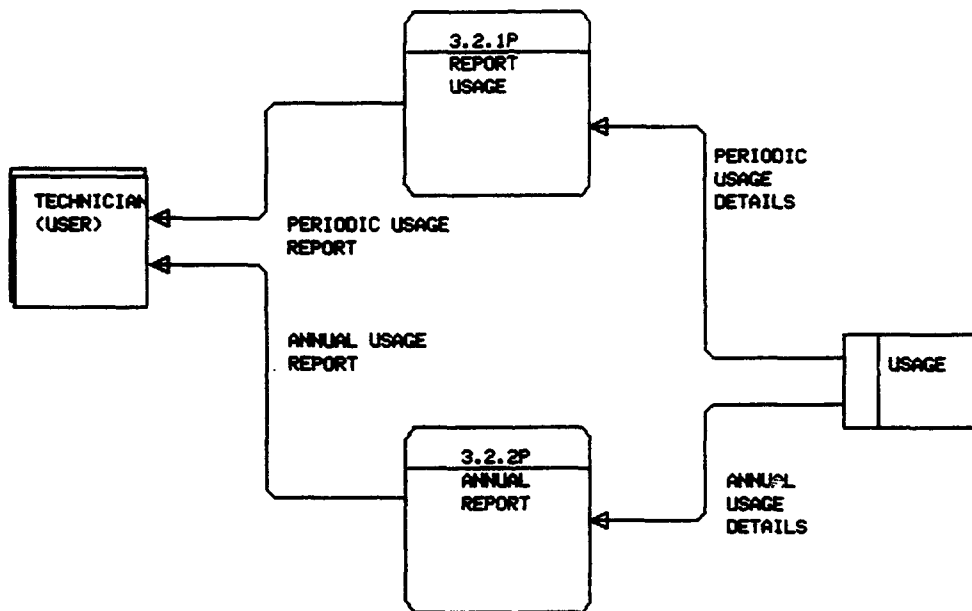 3.2.1P
REPORT
USAGE
PERIODIC
USAGE
DETAILS
TECHNICIAN
(USER)
PERIODIC USAGE
REPORT
ANNUAL USAGE
REPORT
USAGE
3.2.2P
ANNUAL
REPORT
ANNUAL
USAGE
DETAILS